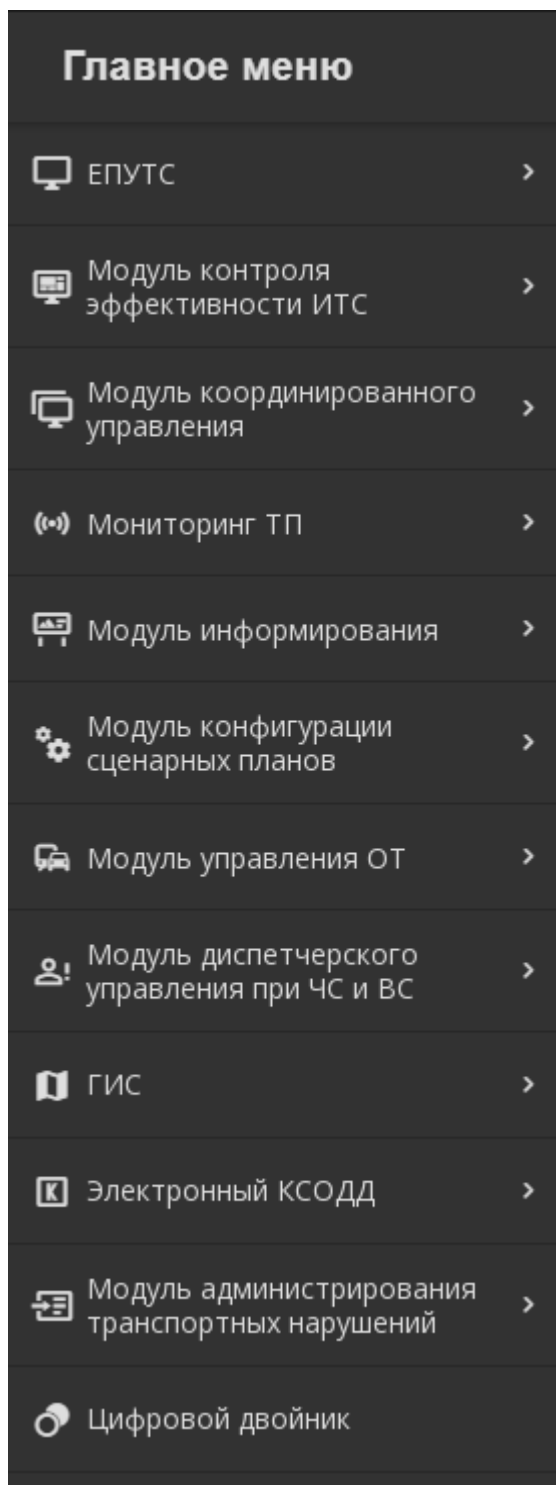 Главное меню
ЕПУТС
Модуль контроля
эффективности ИТС
Модуль координированного
управления
Мониторинг ТП
Модуль информирования
Модуль конфигурации
сценарных планов
Модуль управления ОТ
Модуль диспетчерского
управления при ЧС и ВС
ГИС
K Электронный КСОДД
Модуль администрирования
транспортных нарушений
Цифровой двойник